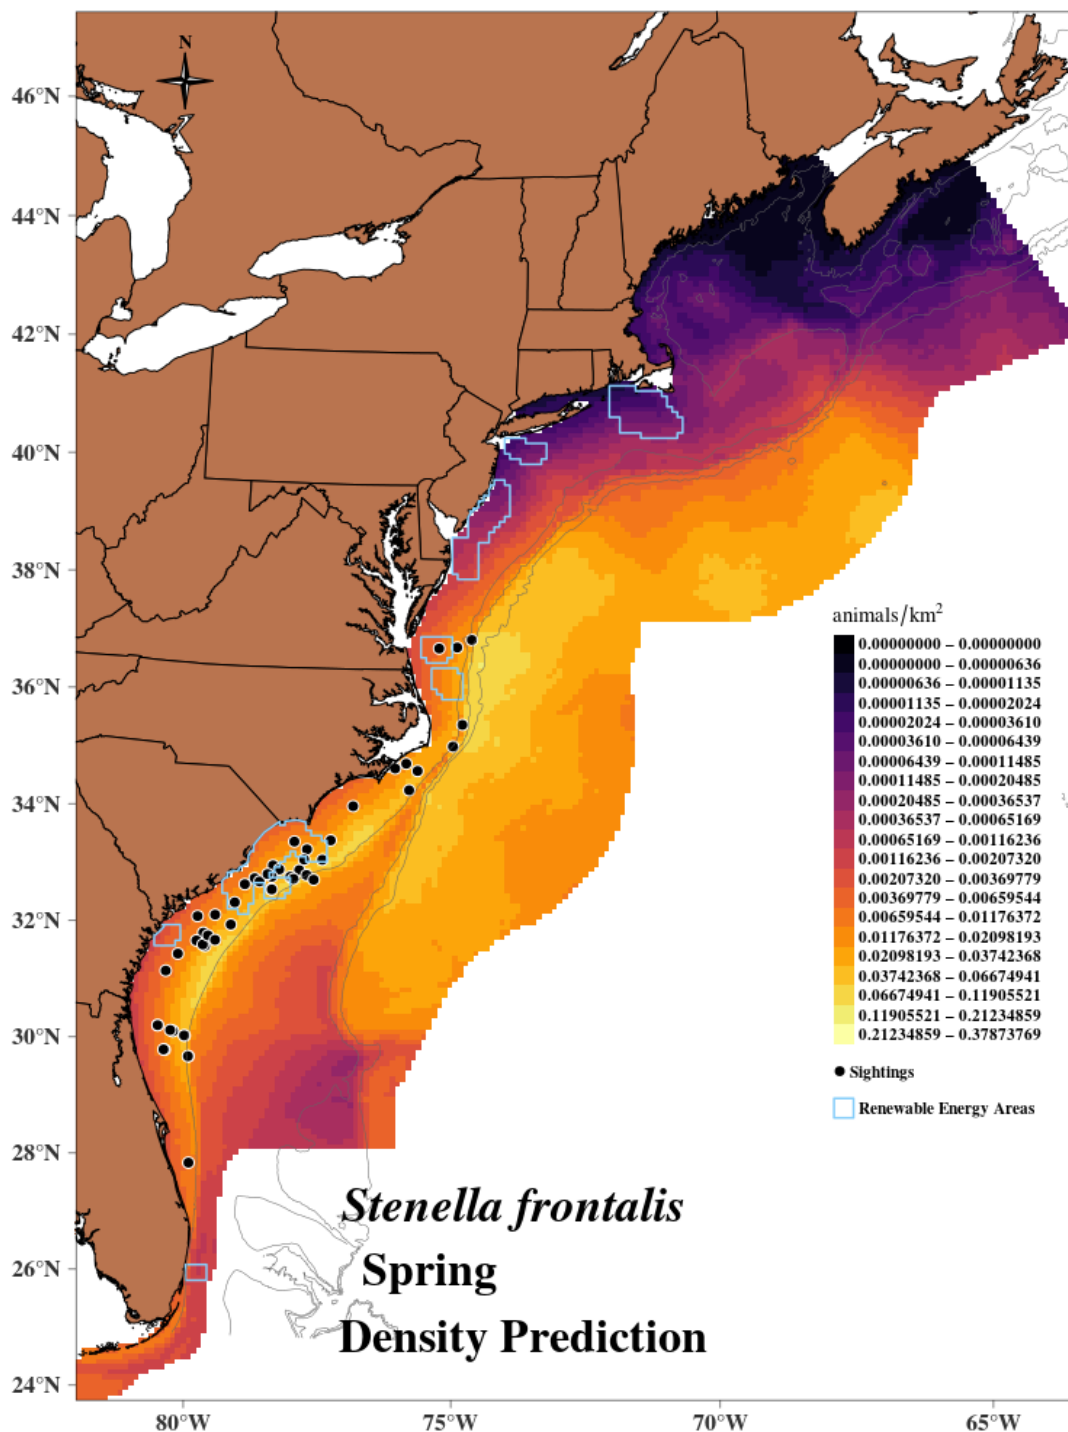 N
46°N
44°N
42°N
40°N
38°N
36°N
34°N
32°N
30°N
28°N
26°N
24°N
80°W
75°W
70°W
65°W
animals/km²
0.00000000 – 0.00000000
0.00000000 – 0.00000636
0.00000636 – 0.00001135
0.00001135 – 0.00002024
0.00002024 – 0.00003610
0.00003610 – 0.00006439
0.00006439 – 0.00011485
0.00011485 – 0.00020485
0.00020485 – 0.00036537
0.00036537 – 0.00065169
0.00065169 – 0.00116236
0.00116236 – 0.00207320
0.00207320 – 0.00369779
0.00369779 – 0.00659544
0.00659544 – 0.01176372
0.01176372 – 0.02098193
0.02098193 – 0.03742368
0.03742368 – 0.06674941
0.06674941 – 0.11905521
0.11905521 – 0.21234859
0.21234859 – 0.37873769
Sightings
Renewable Energy Areas
Stenella frontalis
Spring
Density Prediction